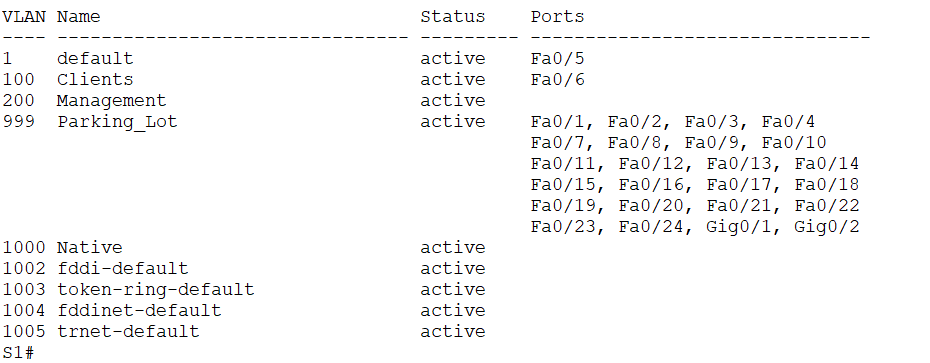 VLAN Name                             Status    Ports
---- -------------------------------- --------- -------------------------------
1    default                          active    Fa0/5
100  Clients                          active    Fa0/6
200  Management                       active
999  Parking_Lot                      active    Fa0/1, Fa0/2, Fa0/3, Fa0/4
                                                Fa0/7, Fa0/8, Fa0/9, Fa0/10
                                                Fa0/11, Fa0/12, Fa0/13, Fa0/14
                                                Fa0/15, Fa0/16, Fa0/17, Fa0/18
                                                Fa0/19, Fa0/20, Fa0/21, Fa0/22
                                                Fa0/23, Fa0/24, Gig0/1, Gig0/2
1000 Native                           active
1002 fddi-default                     active
1003 token-ring-default               active
1004 fddinet-default                  active
1005 trnet-default                    active
S1#